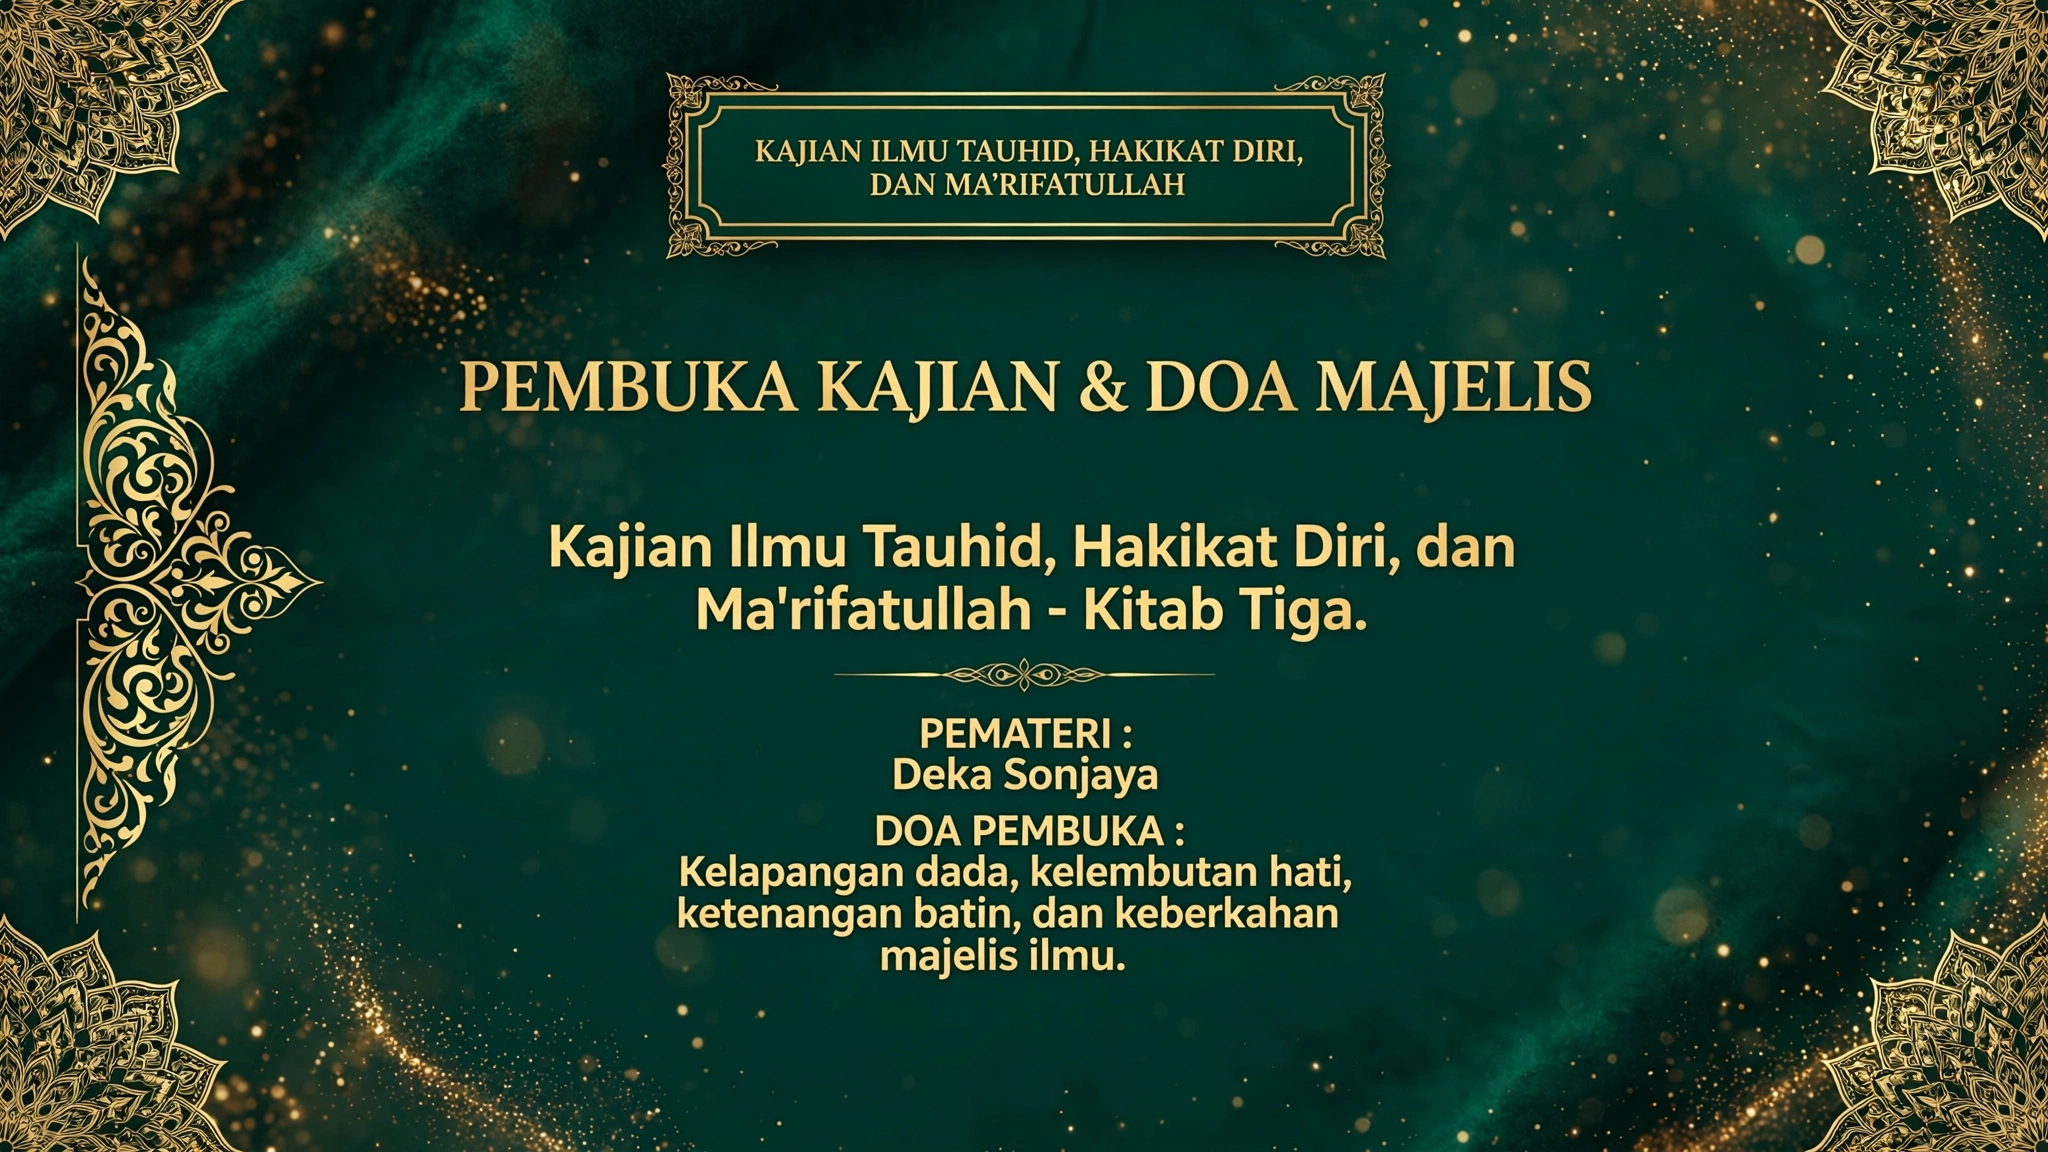 KAJIAN ILMU TAUHID, HAKIKAT DIRI,
DAN MA’RIFATULLAH
PEMBUKA KAJIAN & DOA MAJELIS
Kajian Ilmu Tauhid, Hakikat Diri, dan
Ma'rifatullah - Kitab Tiga.
PEMATERI :
Deka Sonjaya
DOA PEMBUKA :
Kelapangan dada, kelembutan hati,
ketenangan batin, dan keberkahan
majelis ilmu.